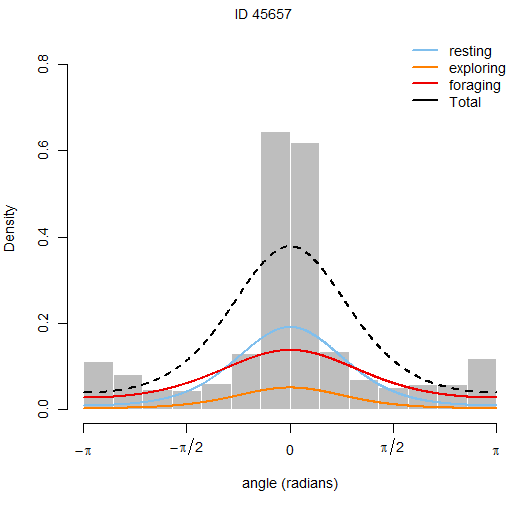 ID 45657
resting
exploring
foraging
Total
Density
0.8
0.6
0.4
0.2
0.0
−π
−π/2
0
π/2
π
angle (radians)